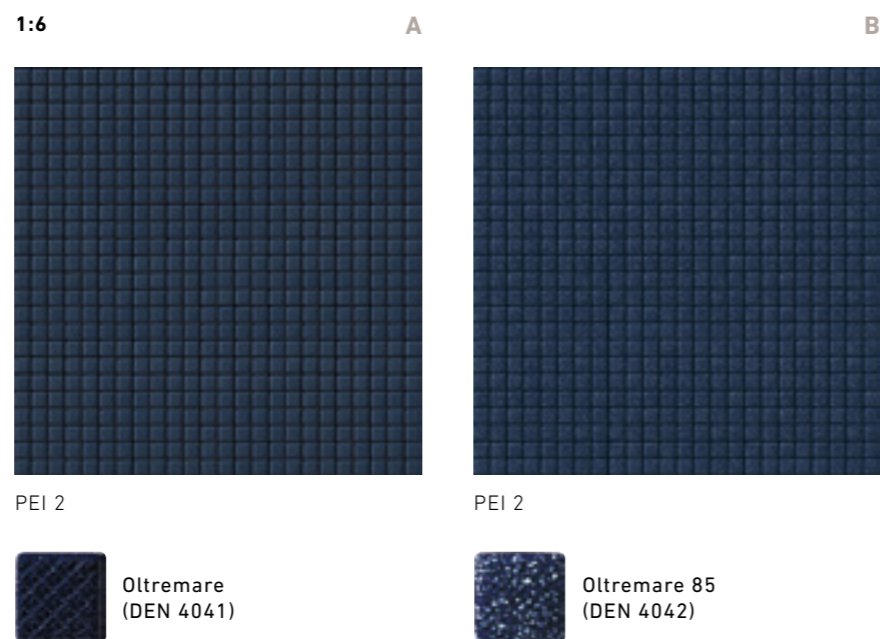 1:6
A
B
PEI 2
PEI 2
Oltremare
(DEN 4041)
Oltremare 85
(DEN 4042)